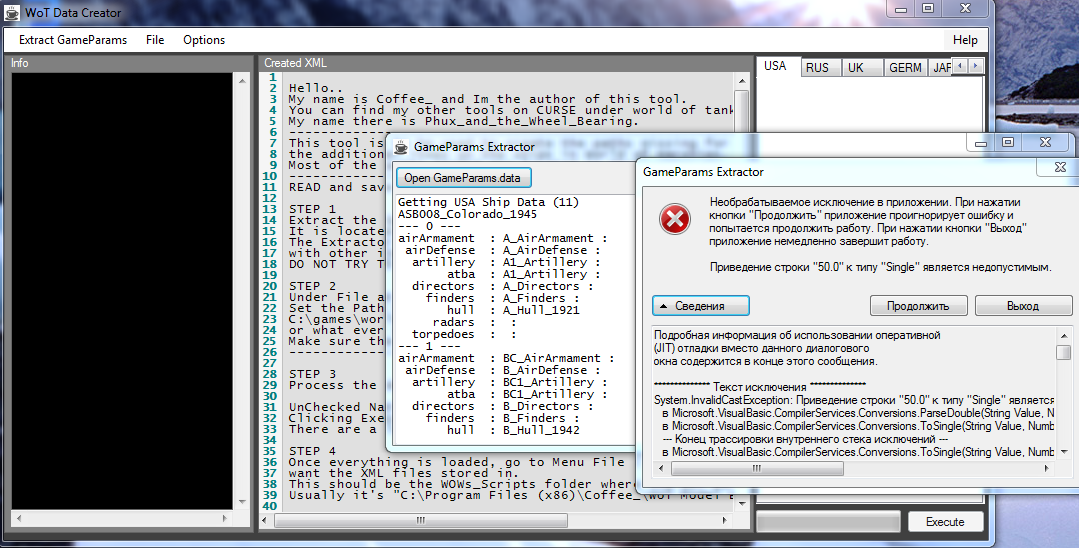 WoT Data Creator
Extract GameParams File Options Help
Info
Created XML
USA RUS UK GERM JAF
1
2 Hello..
3 My name is Coffee_ and Im the author of this tool.
4 You can find my other tools on CURSE under world of tank
5 My name there is Phux_and_the_Wheel_Bearing.
6 ------------
7 This tool is
8 the addition
9 Most of the
10 ------------
11 READ and sav
12
13 STEP 1
14 Extract the
15 It is locate
16 The Extracto
17 with other i
18 DO NOT TRY T
19
20 STEP 2
21 Under File a
22 Set the Path
23 C:\games\wor
24 or what ever
25 Make sure th
26 ------------
27
28 STEP 3
29 Process the
30
31 UnChecked Na
32 Clicking Exe
33 There are a
34
35 STEP 4
36 Once everything is loaded, go to Menu File
37 want the XML files stored in.
38 This should be the WOWs_Scripts folder wher
39 Usually it's "C:\Program Files (x86)\Coffee_\WoT Model E
40
Execute
GameParams Extractor
Open GameParams.data
Getting USA Ship Data (11)
ASB008_Colorado_1945
--- 0 ---
airArmament : A_AirArmament :
airDefense : A_AirDefense :
artillery : A1_Artillery :
atba : A1_Artillery :
directors : A_Directors :
finders : A_Finders :
hull : A_Hull_1921
radars : :
torpedoes : :
--- 1 ---
airArmament : BC_AirArmament :
airDefense : B_AirDefense :
artillery : BC1_Artillery :
atba : BC1_Artillery :
directors : B_Directors :
finders : B_Finders :
hull : B_Hull_1942
GameParams Extractor
Необрабатываемое исключение в приложении. При нажатии
кнопки "Продолжить" приложение проигнорирует ошибку и
попытается продолжить работу. При нажатии кнопки "Выход"
приложение немедленно завершит работу.
Приведение строки "50.0" к типу "Single" является недопустимым.
Сведения Продолжить Выход
Подробная информация об использовании оперативной
(JIT) отладки вместо данного диалогового
окна содержится в конце этого сообщения.
************** Текст исключения **************
System.InvalidCastException: Приведение строки "50.0" к типу "Single" является
в Microsoft.VisualBasic.CompilerServices.Conversions.ParseDouble(String Value, N
в Microsoft.VisualBasic.CompilerServices.Conversions.ToSingle(String Value, Numb
--- Конец трассировки внутреннего стека исключений ---
в Microsoft.VisualBasic.CompilerServices.Conversions.ToSingle(String Value, Numb